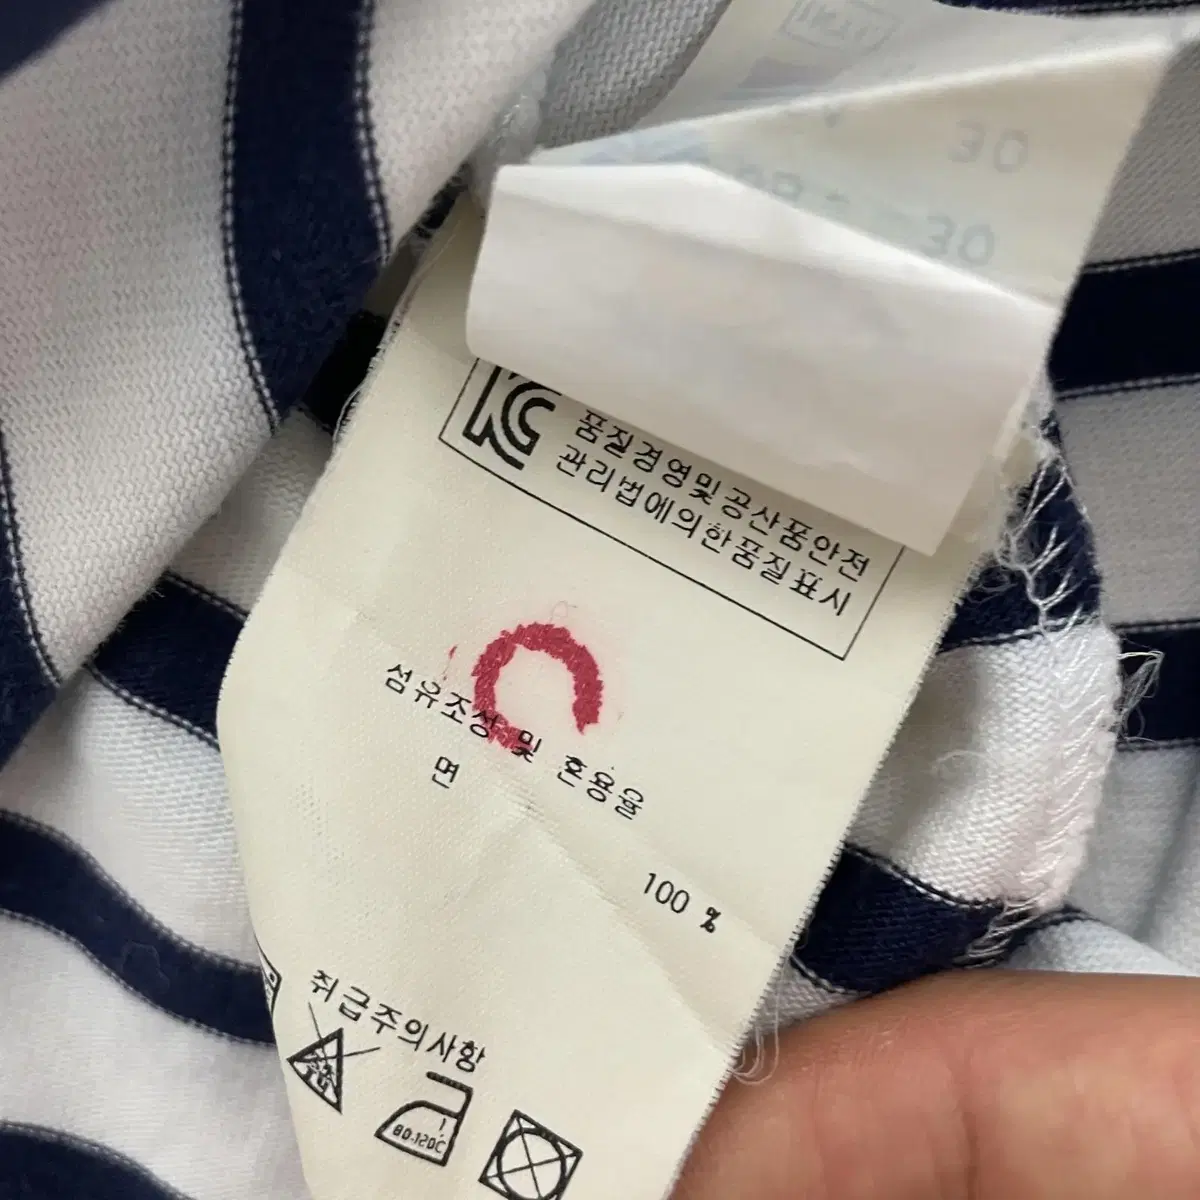 30
30
KC
품질경영및공산품안전
관리법에의한품질표시
섬유조성 및 혼용율
면
100 %
취급주의사항
80-120C